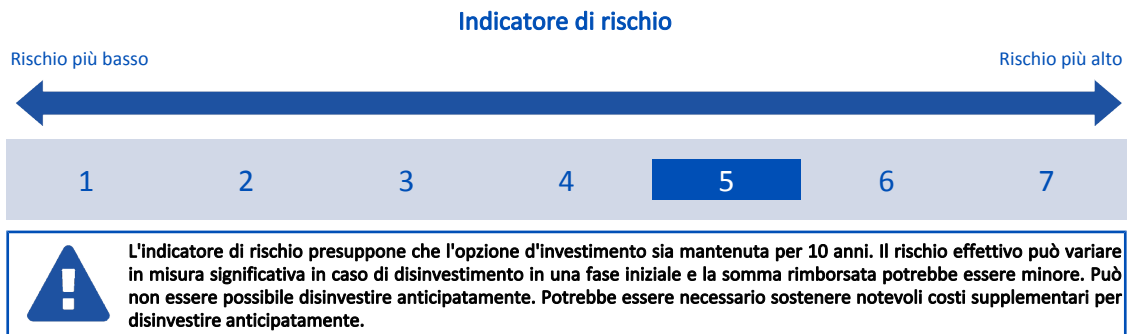 Indicatore di rischio
Rischio più basso
Rischio più alto
1 2 3 4 5 6 7
L'indicatore di rischio presuppone che l'opzione d'investimento sia mantenuta per 10 anni. Il rischio effettivo può variare
in misura significativa in caso di disinvestimento in una fase iniziale e la somma rimborsata potrebbe essere minore. Può
non essere possibile disinvestire anticipatamente. Potrebbe essere necessario sostenere notevoli costi supplementari per
disinvestire anticipatamente.